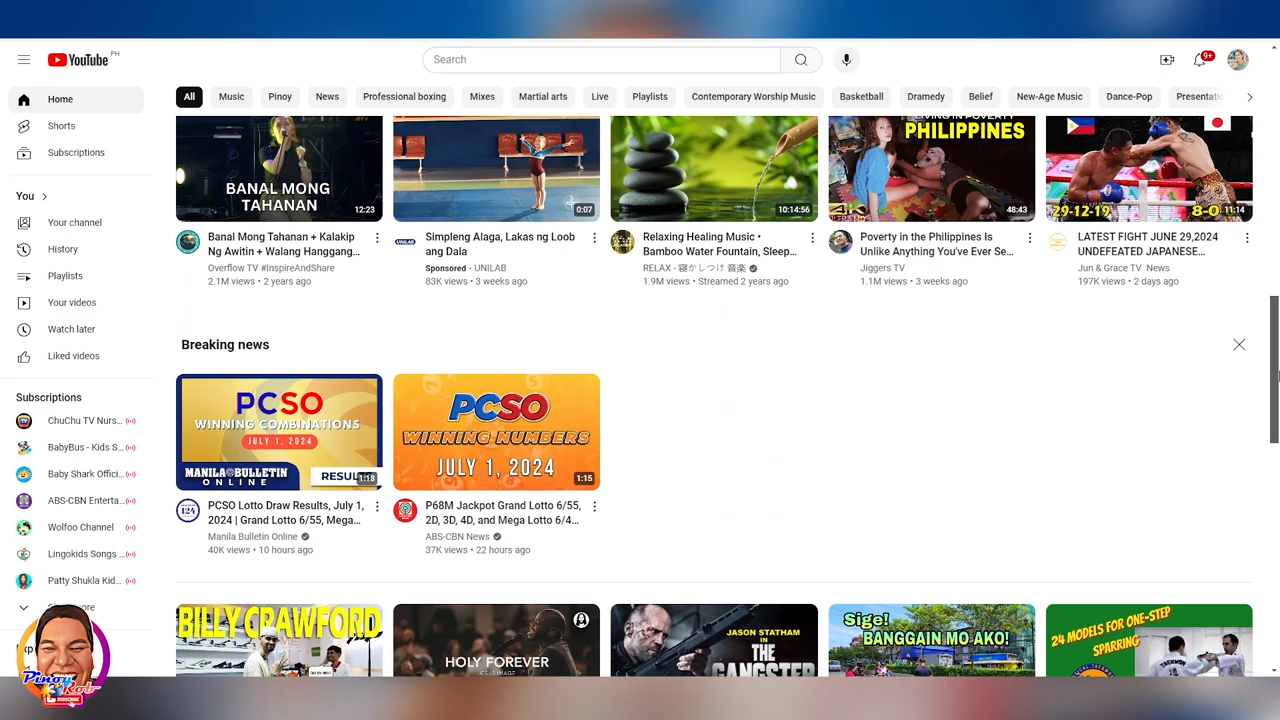 YouTube PH
Search
9+
Home
Shorts
Subscriptions
You
Your channel
History
Playlists
Your videos
Watch later
Liked videos
Subscriptions
ChuChu TV Nurs...
BabyBus - Kids S...
Baby Shark Offici...
ABS-CBN Enterta...
Wolfoo Channel
Lingokids Songs ...
Patty Shukla Kid...
Pinoy
Rob
SUBSCRIBE
All Music Pinoy News Professional boxing Mixes Martial arts Live Playlists Contemporary Worship Music Basketball Dramedy Belief New-Age Music Dance-Pop Presentatic
BANAL MONG
TAHANAN
12:23
Banal Mong Tahanan + Kalakip
Ng Awitin + Walang Hanggang...
Overflow TV #InspireAndShare
2.1M views • 2 years ago
0:07
UNILAB
Simpleng Alaga, Lakas ng Loob
ang Dala
Sponsored • UNILAB
83K views • 3 weeks ago
10:14:56
Relaxing Healing Music •
Bamboo Water Fountain, Sleep...
RELAX - 寝かしつけ 音楽
1.9M views • Streamed 2 years ago
LIVING IN POVERTY
PHILIPPINES
4K
48:43
Poverty in the Philippines Is
Unlike Anything You've Ever Se...
Jiggers TV
1.1M views • 3 weeks ago
29-12-19
8-0
11:14
LATEST FIGHT JUNE 29,2024
UNDEFEATED JAPANESE...
Jun & Grace TV News
197K views • 2 days ago
Breaking news
PCSO
WINNING COMBINATIONS
JULY 1, 2024
MANILA BULLETIN
ONLINE
RESUL
1:18
PCSO Lotto Draw Results, July 1,
2024 | Grand Lotto 6/55, Mega...
Manila Bulletin Online
40K views • 10 hours ago
PCSO
WINNING NUMBERS
JULY 1, 2024
1:15
P68M Jackpot Grand Lotto 6/55,
2D, 3D, 4D, and Mega Lotto 6/4...
ABS-CBN News
37K views • 22 hours ago
BILLY CRAWFORD
HOLY FOREVER
JASON STATHAM
IN THE
GANGSTER
Sige!
BANGGAIN MO AKO!
24 MODELS FOR ONE-STEP
SPARRING